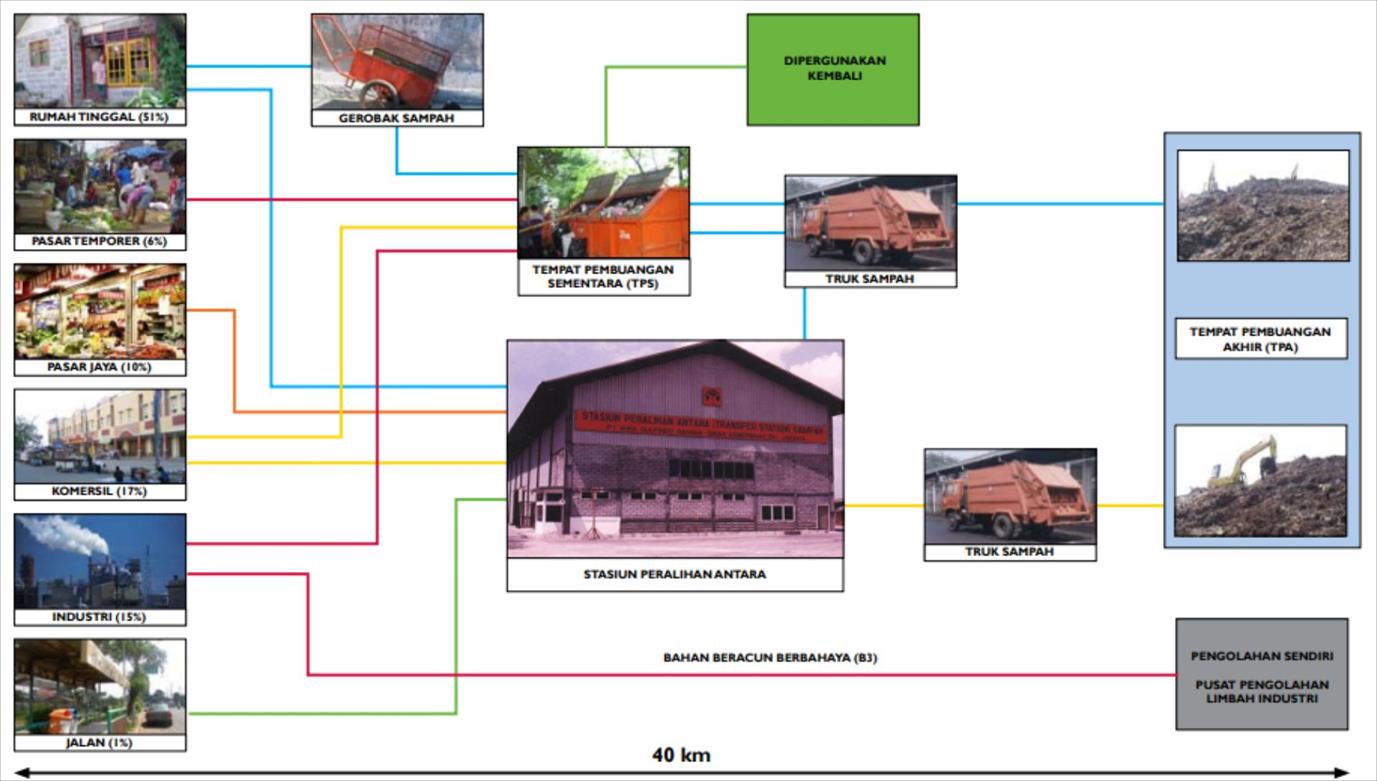 RUMAH TINGGAL (51%)
GEROBAK SAMPAH
DIPERGUNAKAN
KEMBALI
PASAR TEMPORER (6%)
TEMPAT PEMBUANGAN
SEMENTARA (TPS)
TRUK SAMPAH
PASAR JAYA (10%)
TEMPAT PEMBUANGAN
AKHIR (TPA)
STASIUN PERALIHAN ANTARA (TRANSFER STATION) SAMPAH
KOMERSIL (17%)
TRUK SAMPAH
STASIUN PERALIHAN ANTARA
INDUSTRI (15%)
BAHAN BERACUN BERBAHAYA (B3)
PENGOLAHAN SENDIRI
PUSAT PENGOLAHAN
LIMBAH INDUSTRI
JALAN (1%)
40 km